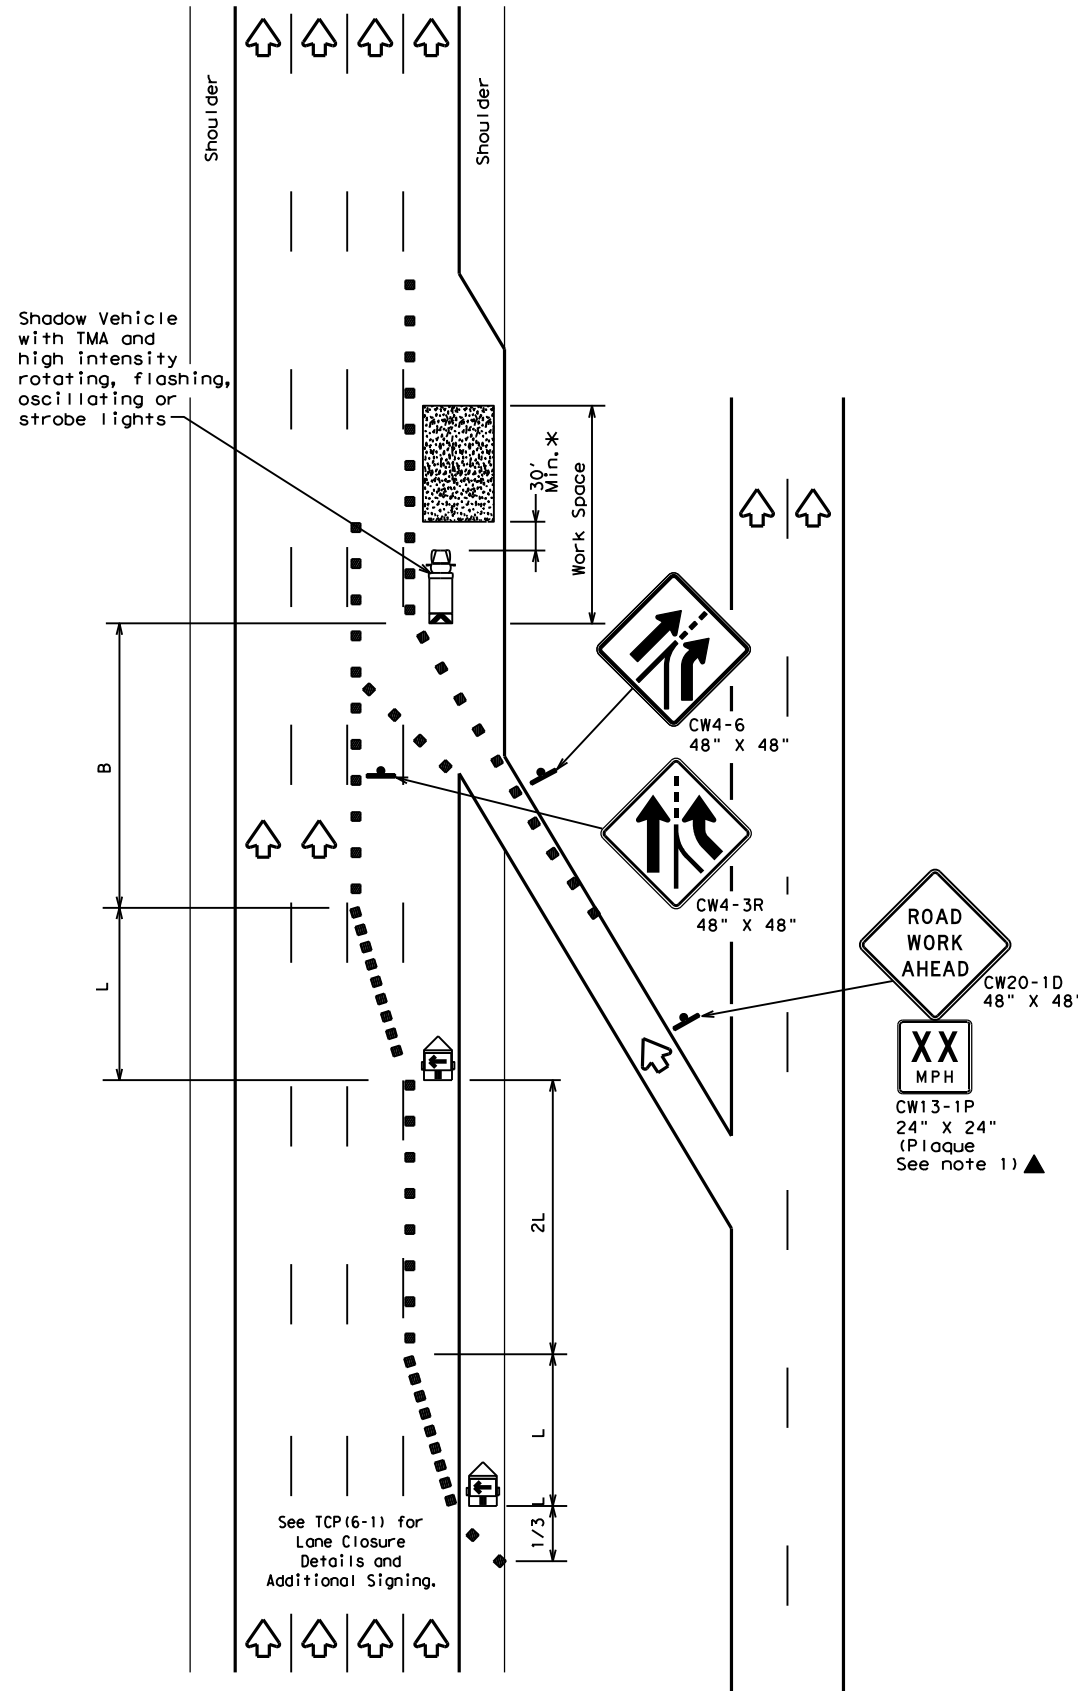 Shoulder
Shoulder
Shadow Vehicle
with TMA and
high intensity
rotating, flashing,
oscillating or
strobe lights
30'
Min.*
Work Space
CW4-6
48" X 48"
B
CW4-3R
48" X 48"
ROAD
WORK
AHEAD
CW20-1D
48" X 48"
XX
MPH
CW13-1P
24" X 24"
(Plaque
See note 1)▲
L
2L
L
1/3 L
See TCP(6-1) for
Lane Closure
Details and
Additional Signing.